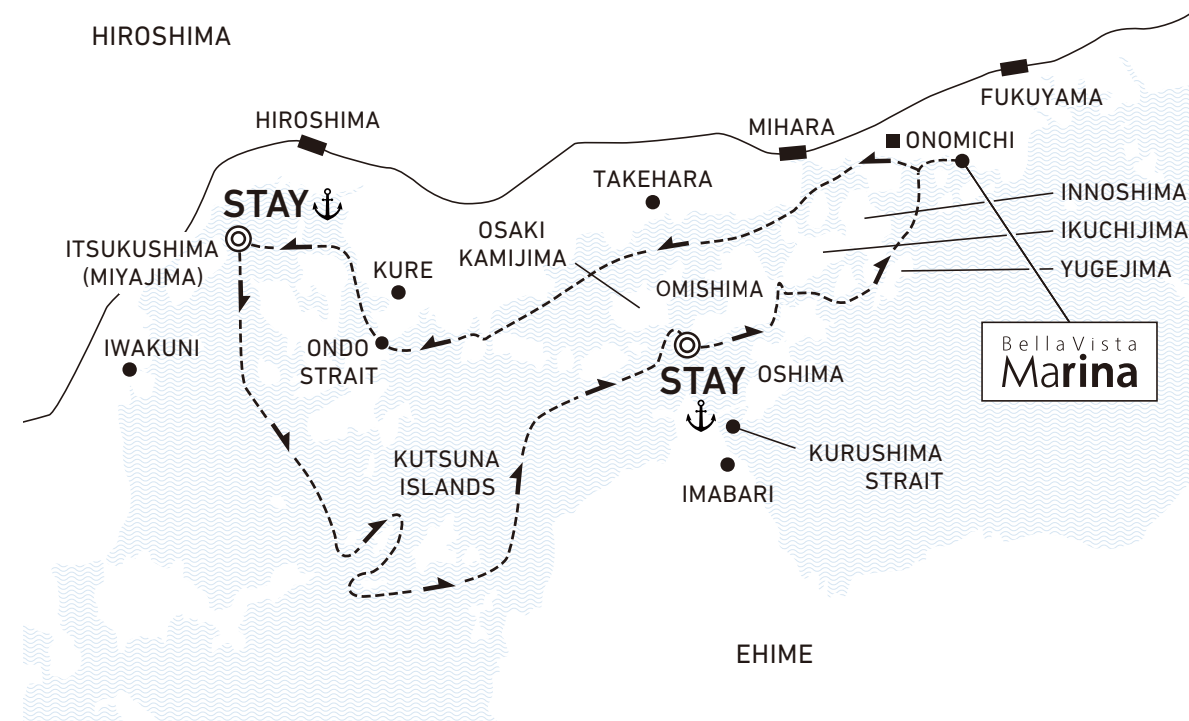 HIROSHIMA
FUKUYAMA
HIROSHIMA
MIHARA
ONOMICHI
TAKEHARA
INNOSHIMA
STAY
OSAKI
KAMIJIMA
IKUCHIJIMA
ITSUKUSHIMA
(MIYAJIMA)
KURE
YUGEJIMA
OMISHIMA
IWAKUNI
ONDO
STRAIT
Bella Vista
Marina
STAY
OSHIMA
KUTSUNA
ISLANDS
KURUSHIMA
STRAIT
IMABARI
EHIME